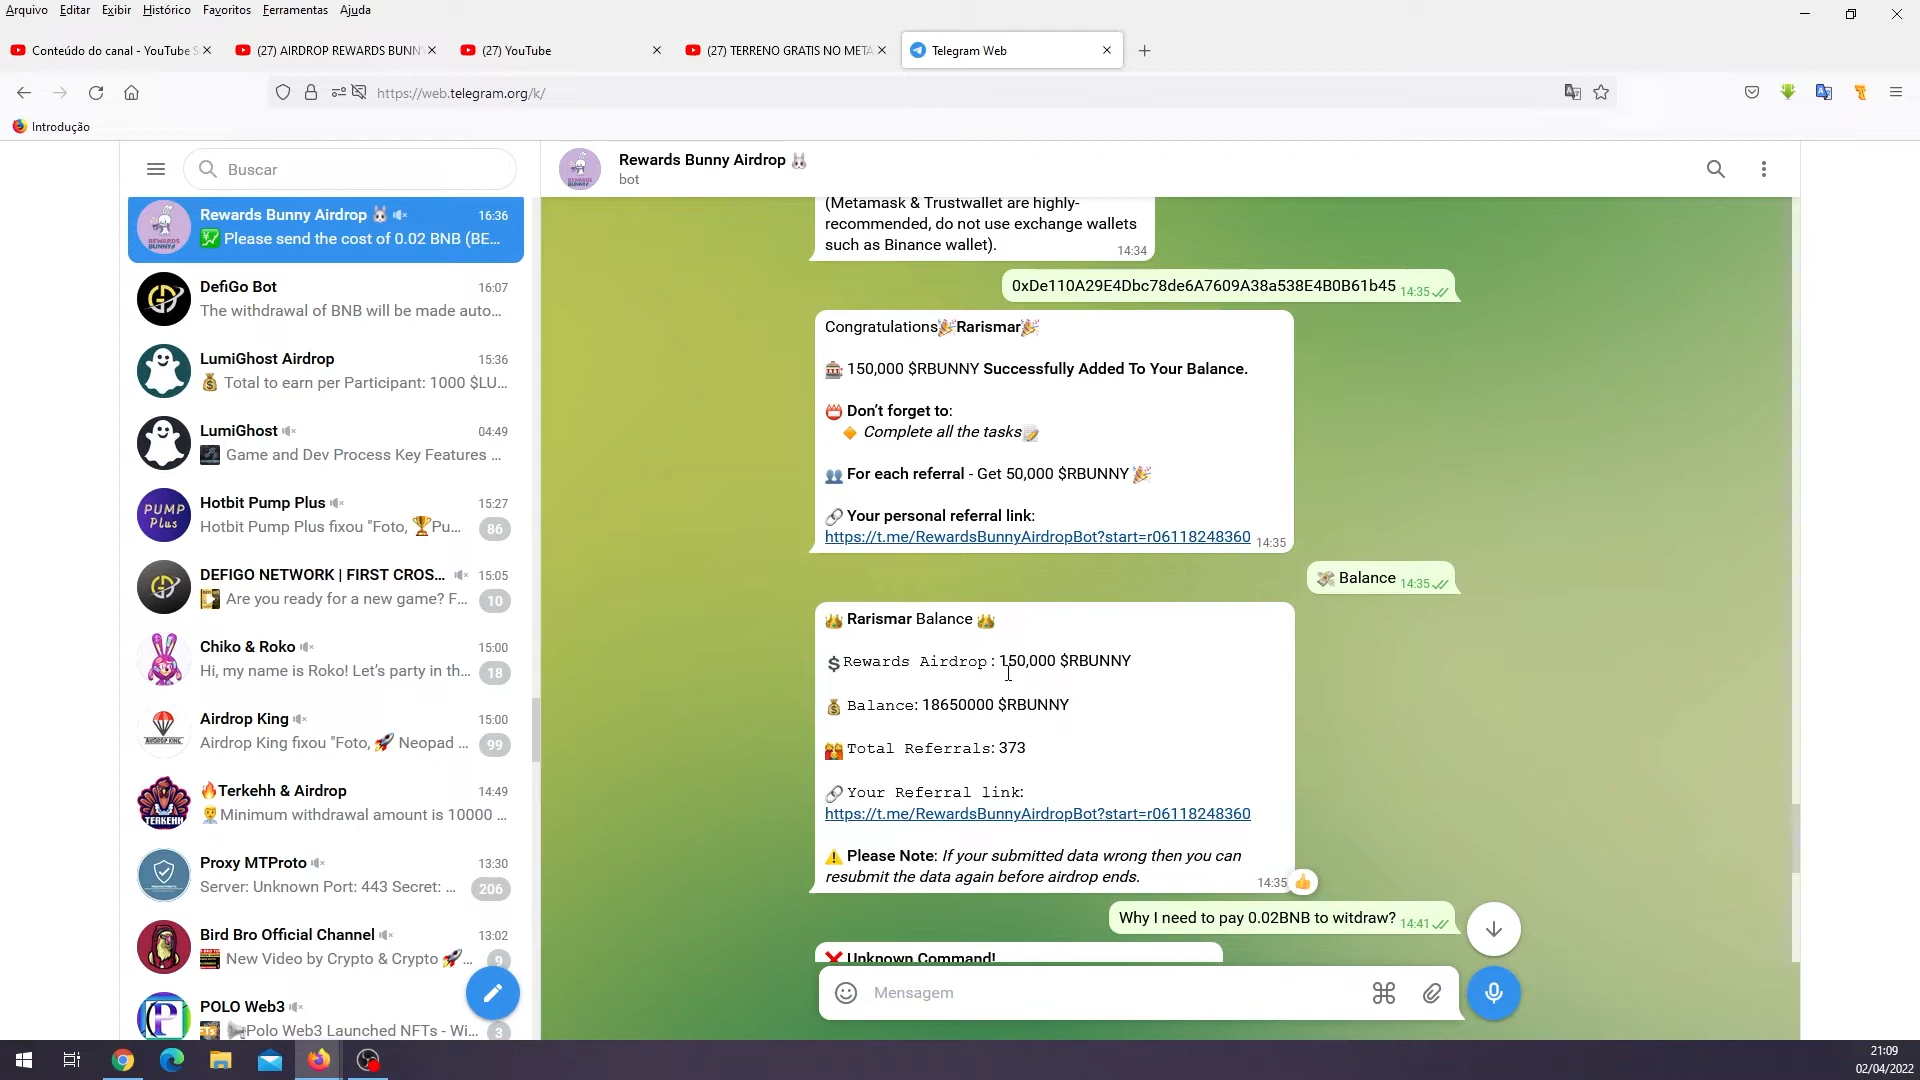 Arquivo Editar Exibir Histórico Favoritos Ferramentas Ajuda
Conteúdo do canal - YouTube S
(27) AIRDROP REWARDS BUNN
(27) YouTube
(27) TERRENO GRATIS NO META
Telegram Web
https://web.telegram.org/k/
Introdução
Buscar
Rewards Bunny Airdrop 🐰 16:36
💹 Please send the cost of 0.02 BNB (BE...
DefiGo Bot 16:07
The withdrawal of BNB will be made auto...
LumiGhost Airdrop 15:36
💰 Total to earn per Participant: 1000 $LU...
LumiGhost 04:49
Game and Dev Process Key Features ...
PUMP Plus
Hotbit Pump Plus 15:27
Hotbit Pump Plus fixou "Foto, 🏆Pu... 86
DEFIGO NETWORK | FIRST CROS... 15:05
Are you ready for a new game? F... 10
Chiko & Roko 15:00
Hi, my name is Roko! Let's party in th... 18
AIRDROP KING
Airdrop King 15:00
Airdrop King fixou "Foto, 🚀 Neopad ... 99
TERKEHH
🔥Terkehh & Airdrop 14:49
Minimum withdrawal amount is 10000 ...
Proxy MTProto 13:30
Server: Unknown Port: 443 Secret: ... 206
Bird Bro Official Channel 13:02
New Video by Crypto & Crypto 🚀... 9
POLO Web3
Polo Web3 Launched NFTs - Wi... 3
REWARDS BUNNY
Rewards Bunny Airdrop 🐰
bot
(Metamask & Trustwallet are highly-
recommended, do not use exchange wallets
such as Binance wallet). 14:34
0xDe110A29E4Dbc78de6A7609A38a538E4B0B61b45 14:35
Congratulations🎉Rarismar🎉
🎰 150,000 $RBUNNY Successfully Added To Your Balance.
📛 Don't forget to:
🔸 Complete all the tasks📝
👥 For each referral - Get 50,000 $RBUNNY 🎉
🔗 Your personal referral link:
https://t.me/RewardsBunnyAirdropBot?start=r06118248360 14:35
💸 Balance 14:35
👑 Rarismar Balance 👑
💲Rewards Airdrop : 150,000 $RBUNNY
💰 Balance: 18650000 $RBUNNY
Total Referrals: 373
🔗 Your Referral link:
https://t.me/RewardsBunnyAirdropBot?start=r06118248360
⚠️ Please Note: If your submitted data wrong then you can
resubmit the data again before airdrop ends. 14:35 👍
Why I need to pay 0.02BNB to witdraw? 14:41
❌ Unknown Command!
Mensagem
21:09
02/04/2022